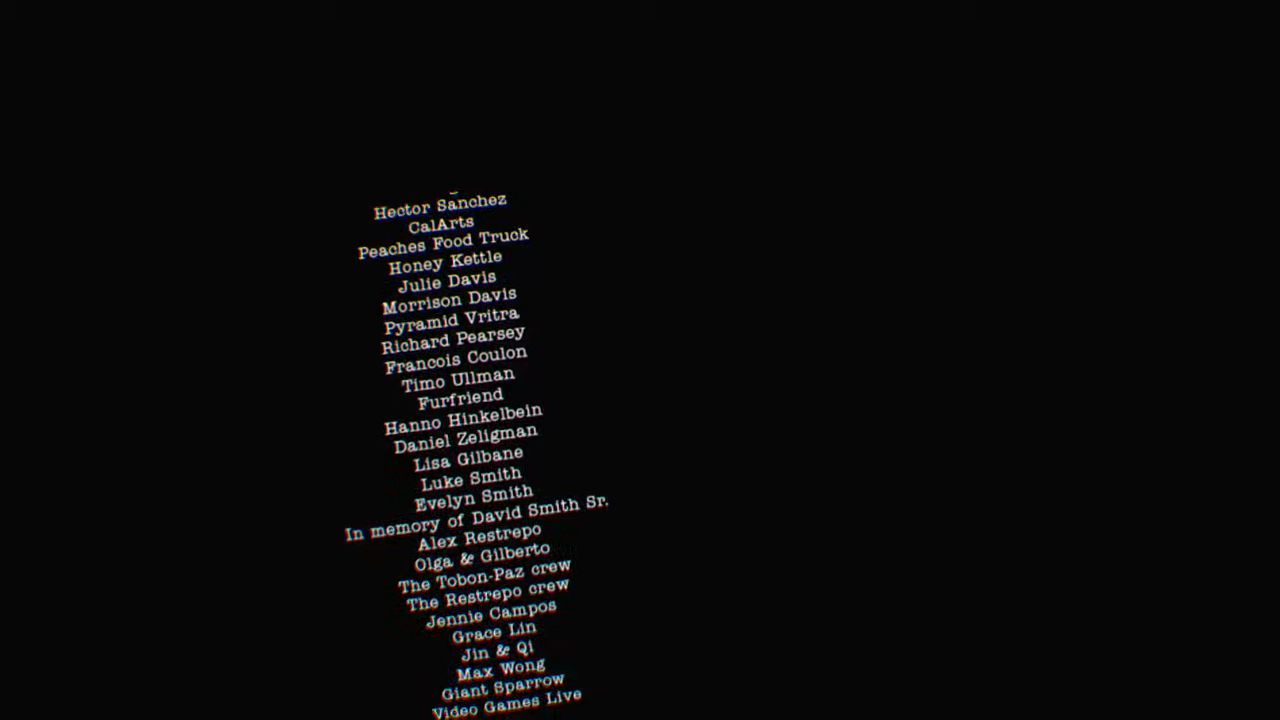 Hector Sanchez
CalArts
Peaches Food Truck
Honey Kettle
Julie Davis
Morrison Davis
Pyramid Vritra
Richard Pearsey
Francois Coulon
Timo Ullman
Furfriend
Hanno Hinkelbein
Daniel Zeligman
Lisa Gilbane
Luke Smith
Evelyn Smith
In memory of David Smith Sr.
Alex Restrepo
Olga & Gilberto
The Tobon-Paz crew
The Restrepo crew
Jennie Campos
Grace Lin
Jin & Qi
Max Wong
Giant Sparrow
Video Games Live